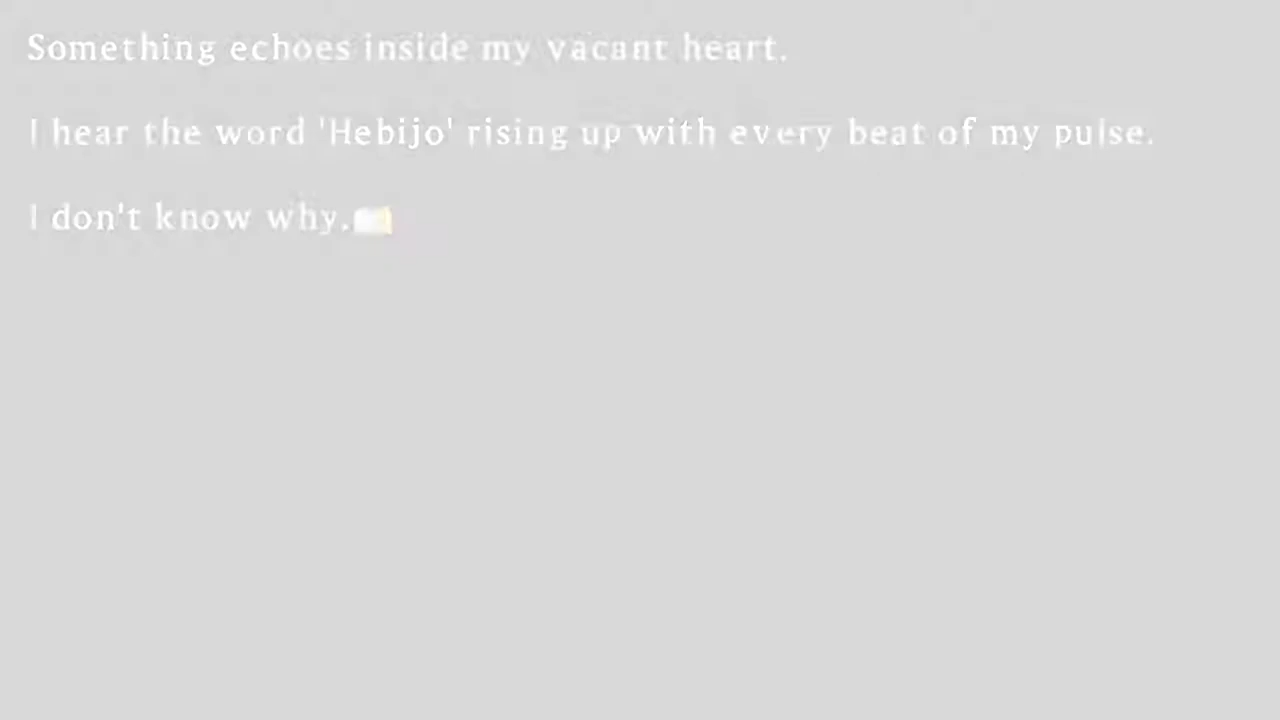 Something echoes inside my vacant heart.
I hear the word 'Hebijo' rising up with every beat of my pulse.
I don't know why.